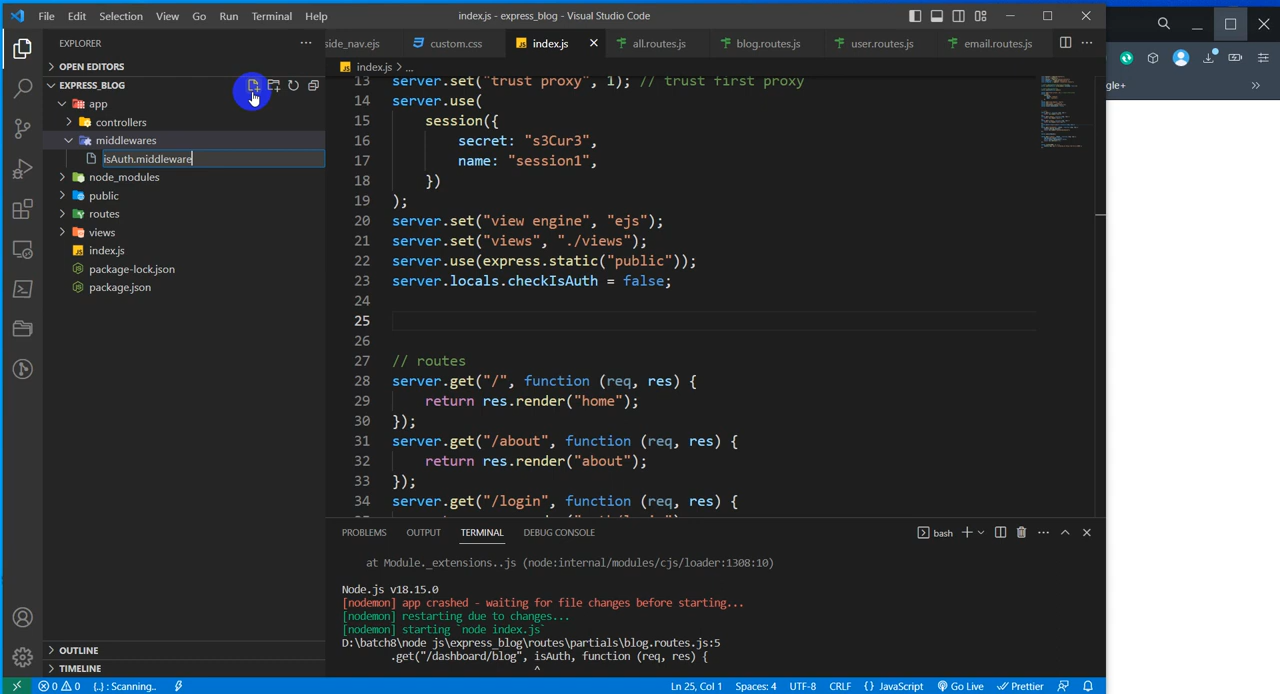 File Edit Selection View Go Run Terminal Help
index.js - express_blog - Visual Studio Code
EXPLORER
side_nav.ejs custom.css index.js all.routes.js blog.routes.js user.routes.js email.routes.js
gle+
OPEN EDITORS
index.js > ...
EXPRESS_BLOG
app
controllers
middlewares
isAuth.middleware
node_modules
public
routes
views
index.js
package-lock.json
package.json
13 server.set("trust proxy", 1); // trust first proxy
14 server.use(
15 session({
16 secret: "s3Cur3",
17 name: "session1",
18 })
19 );
20 server.set("view engine", "ejs");
21 server.set("views", "./views");
22 server.use(express.static("public"));
23 server.locals.checkIsAuth = false;
24
25
26
27 // routes
28 server.get("/", function (req, res) {
29 return res.render("home");
30 });
31 server.get("/about", function (req, res) {
32 return res.render("about");
33 });
34 server.get("/login", function (req, res) {
PROBLEMS OUTPUT TERMINAL DEBUG CONSOLE
bash
at Module._extensions..js (node:internal/modules/cjs/loader:1308:10)
Node.js v18.15.0
[nodemon] app crashed - waiting for file changes before starting...
[nodemon] restarting due to changes...
[nodemon] starting `node index.js`
D:\batch8\node js\express_blog\routes\partials\blog.routes.js:5
.get("/dashboard/blog", isAuth, function (req, res) {
^
OUTLINE
TIMELINE
0 0 {..} : Scanning.. Ln 25, Col 1 Spaces: 4 UTF-8 CRLF {} JavaScript Go Live Prettier